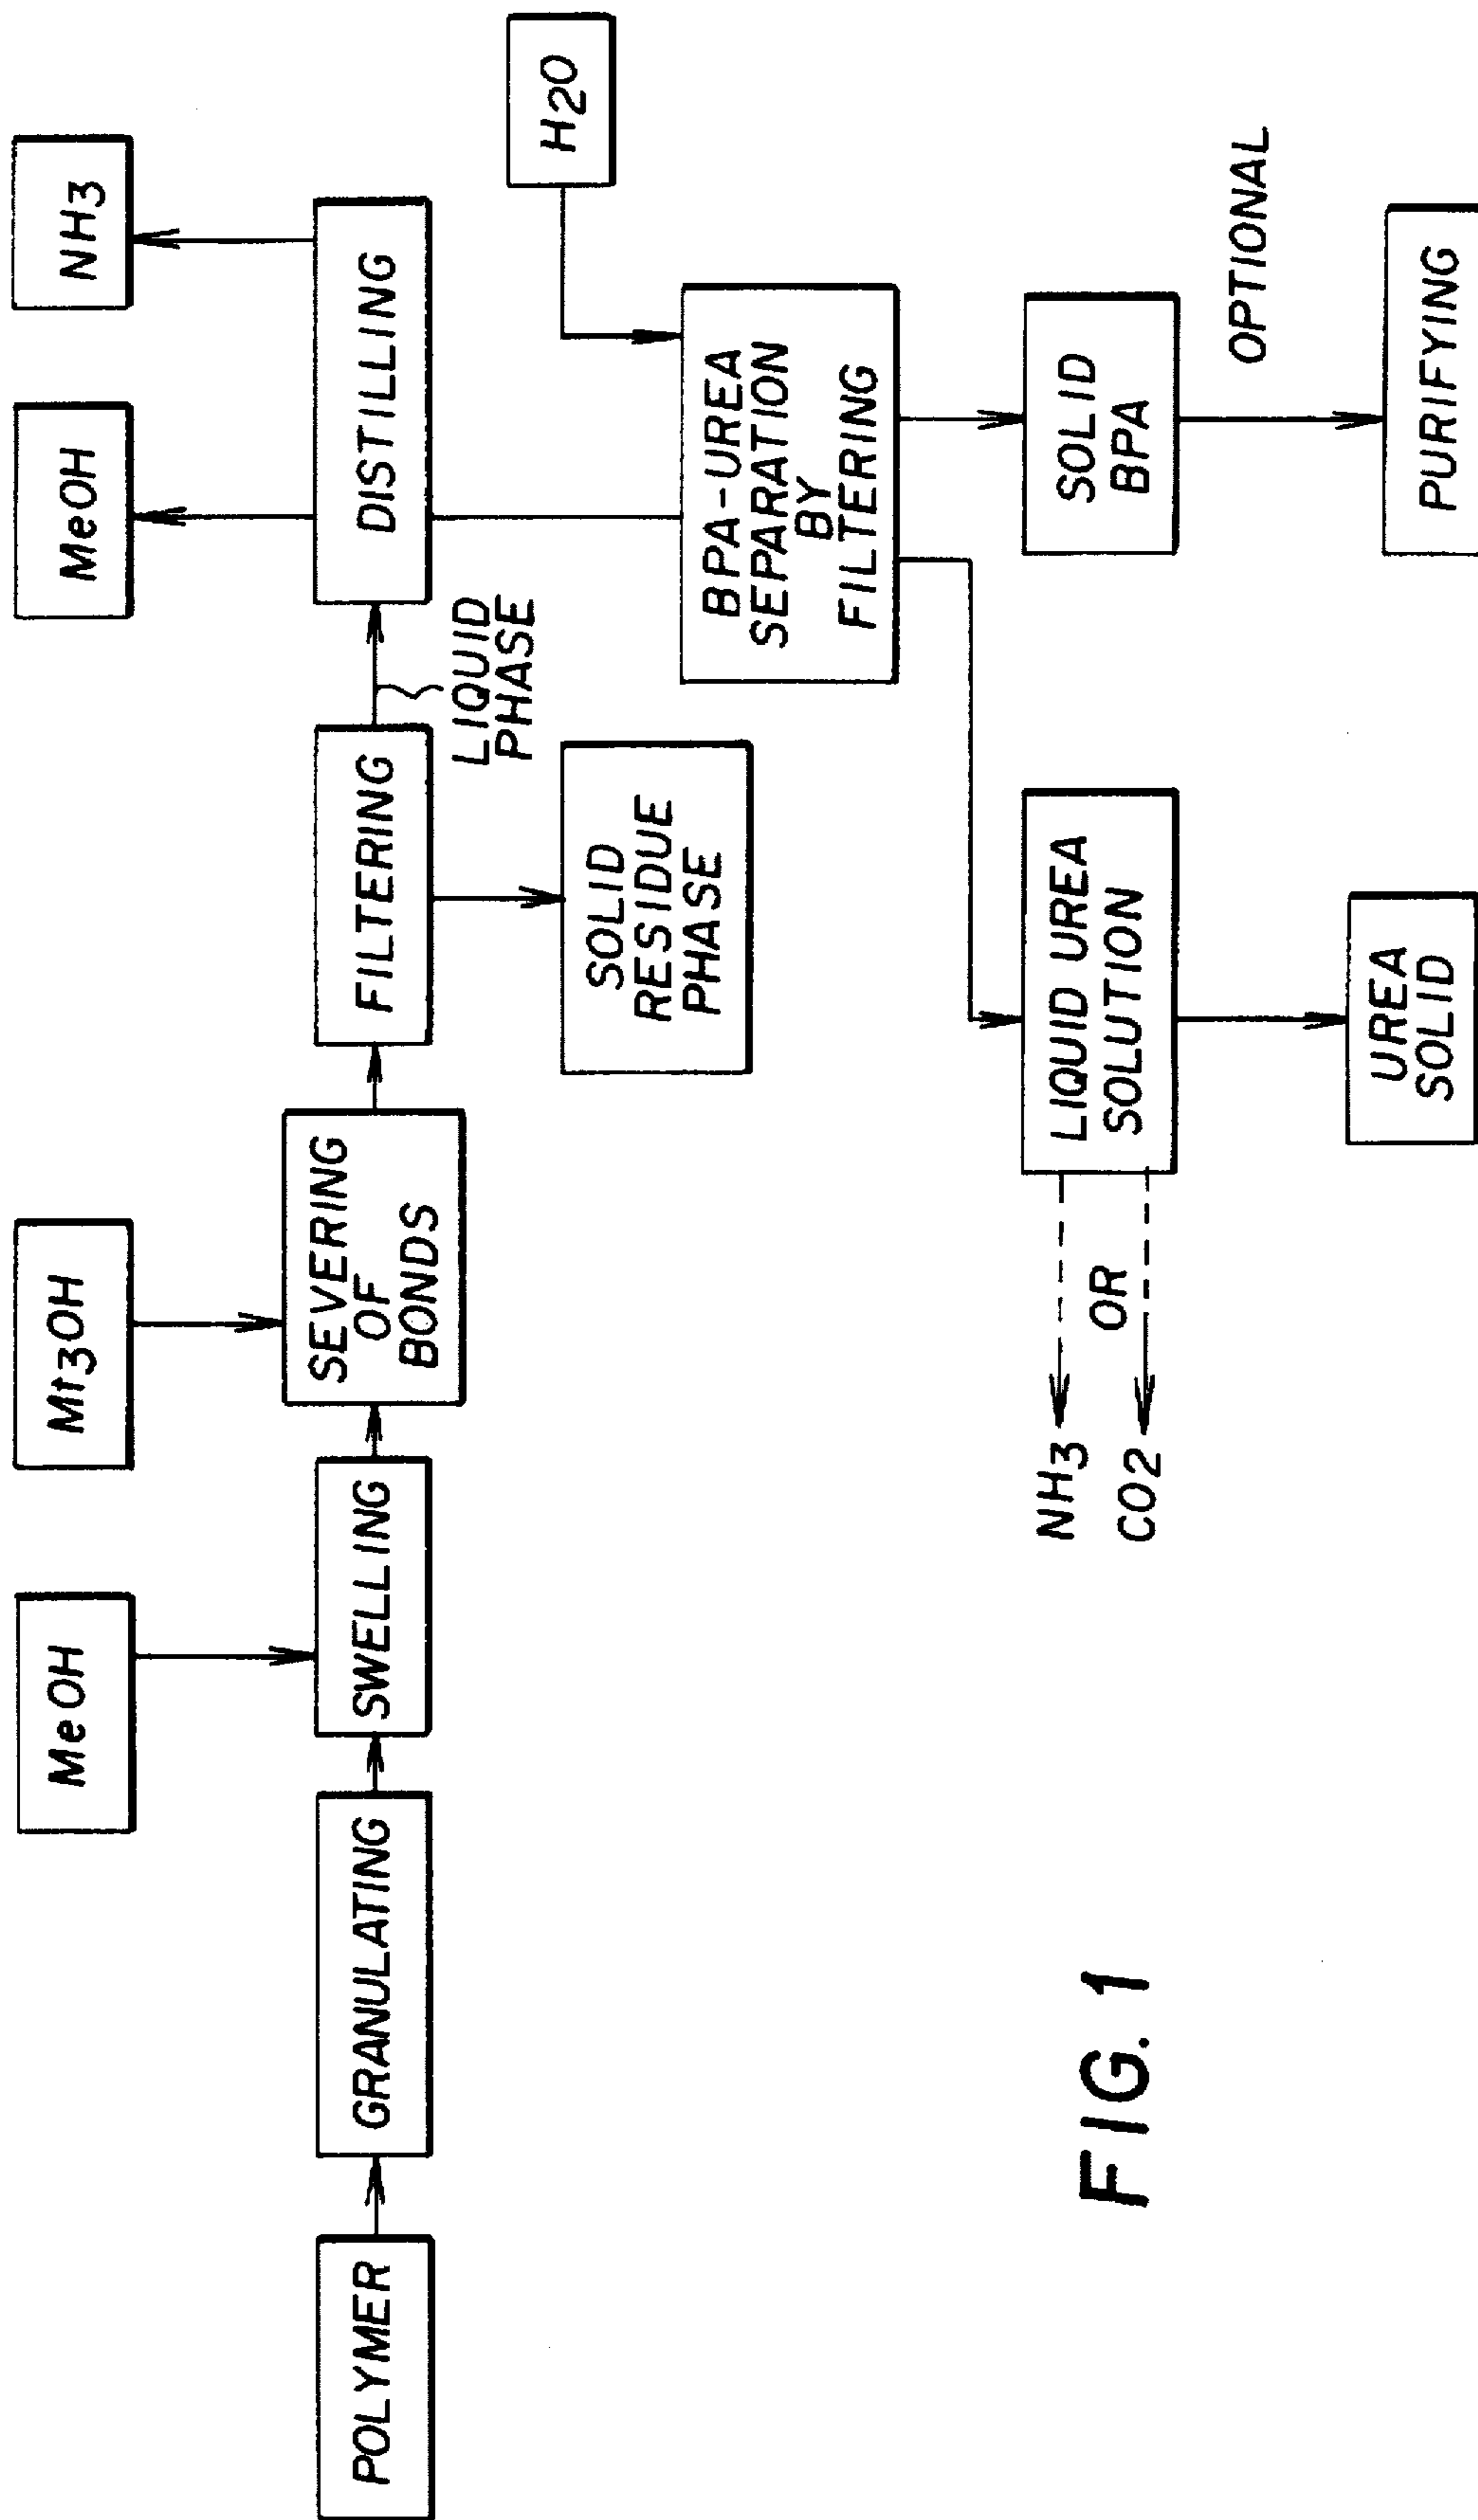 MeOH
Mt3OH
MeOH
NH3
POLYMER
GRANULATING
SWELLING
SEVERING
OF
BONDS
FILTERING
DISTILLING
LIQUID
PHASE
H2O
SOLID
RESIDUE
PHASE
BPA-UREA
SEPARATION
BY
FILTERING
NH3
OR
CO2
LIQUID UREA
SOLUTION
SOLID
BPA
OPTIONAL
UREA
SOLID
PURIFYING
FIG. 1